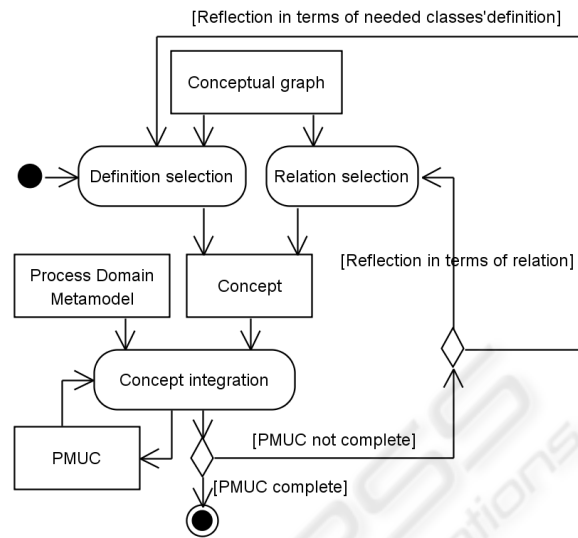 [Reflection in terms of needed classes'definition]
Conceptual graph
Definition selection
Relation selection
[Reflection in terms of relation]
Process Domain
Metamodel
Concept
Concept integration
[PMUC not complete]
PMUC
[PMUC complete]